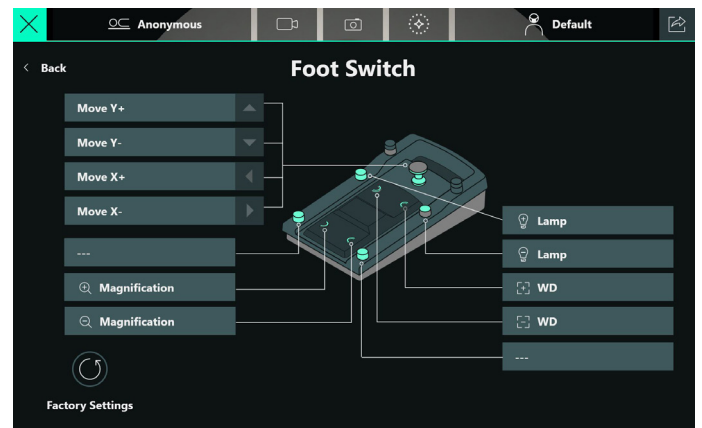 Anonymous
Default
Back
Foot Switch
Move Y+
Move Y-
Move X+
Move X-
---
Magnification
Magnification
Lamp
Lamp
WD
WD
---
Factory Settings